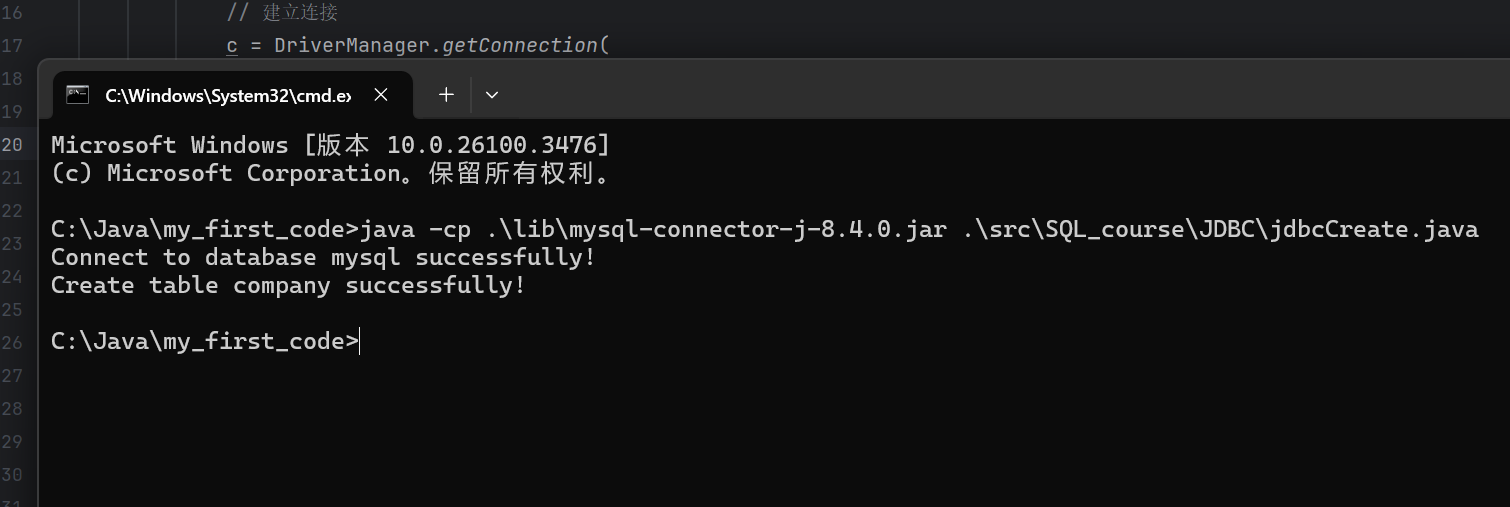 16 // 建立连接
17 c = DriverManager.getConnection(
18
C:\Windows\System32\cmd.ex
19
20 Microsoft Windows [版本 10.0.26100.3476]
21 (c) Microsoft Corporation。保留所有权利。
22
23 C:\Java\my_first_code>java -cp .\lib\mysql-connector-j-8.4.0.jar .\src\SQL_course\JDBC\jdbcCreate.java
24 Connect to database mysql successfully!
25 Create table company successfully!
26 C:\Java\my_first_code>
27
28
29
30
31